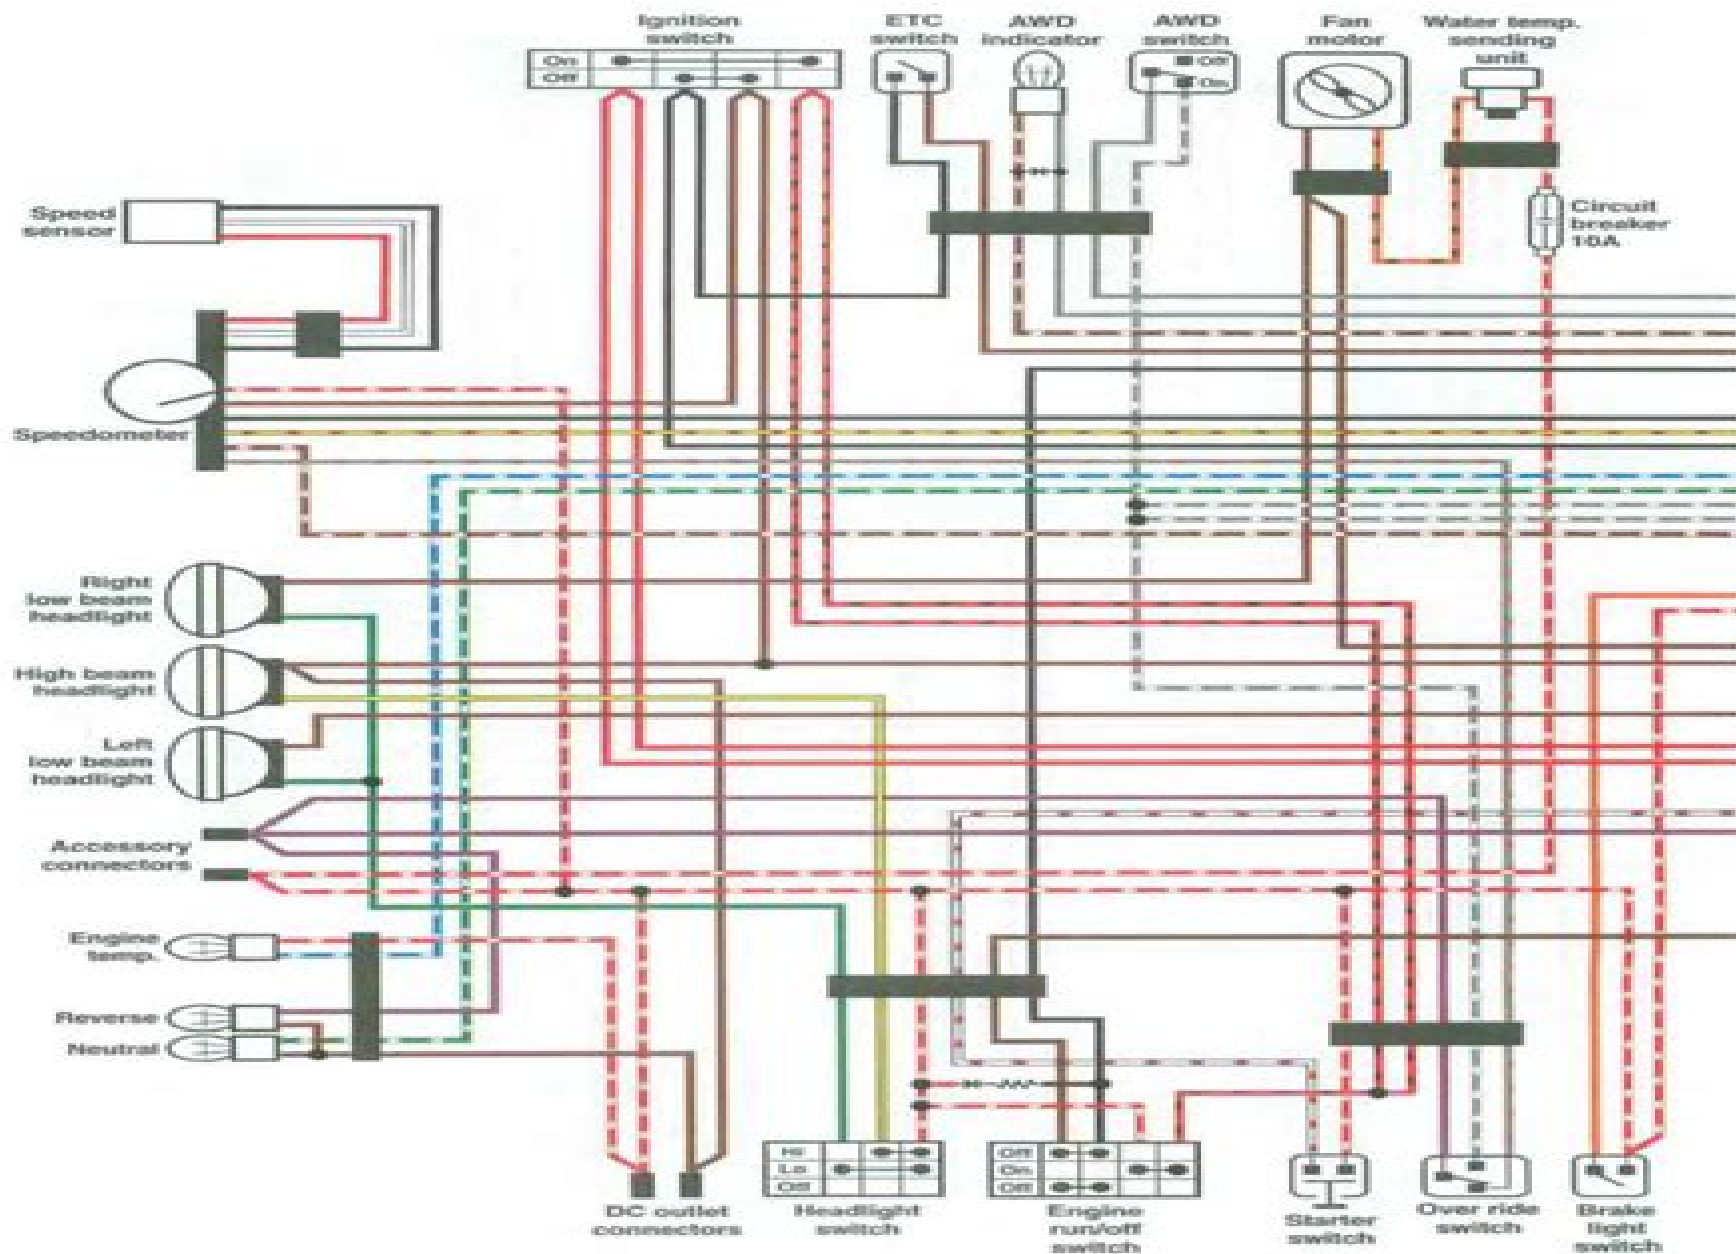 Ignition
switch
On
Off
ETC
switch
AWD
indicator
AWD
switch
Off
On
Fan
motor
Water temp.
sending
unit
Circuit
breaker
10A
Speed
sensor
Speedometer
Right
low beam
headlight
High beam
headlight
Left
low beam
headlight
Accessory
connectors
Engine
temp.
Reverse
Neutral
DC outlet
connectors
Hi
Lo
Off
Headlight
switch
Off
On
Off
Engine
run/off
switch
Starter
switch
Over ride
switch
Brake
light
switch